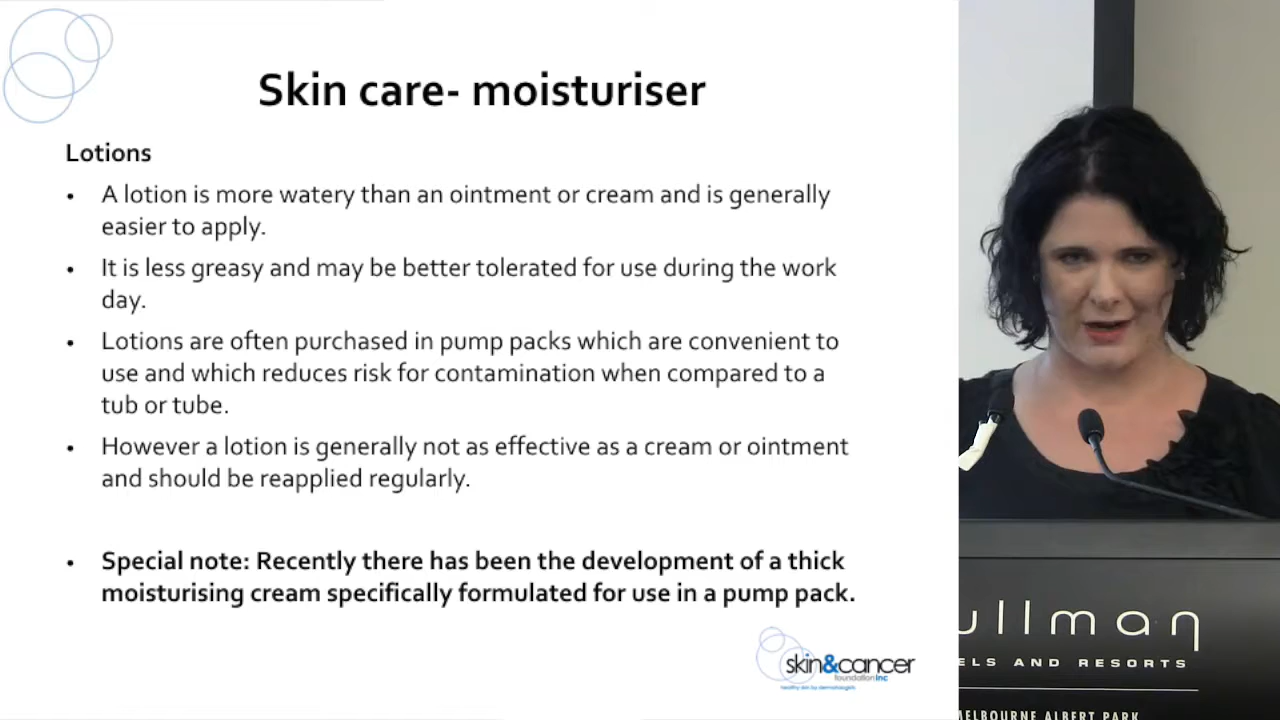 Skin care- moisturiser
Lotions
• A lotion is more watery than an ointment or cream and is generally
easier to apply.
• It is less greasy and may be better tolerated for use during the work
day.
• Lotions are often purchased in pump packs which are convenient to
use and which reduces risk for contamination when compared to a
tub or tube.
• However a lotion is generally not as effective as a cream or ointment
and should be reapplied regularly.
• Special note: Recently there has been the development of a thick
moisturising cream specifically formulated for use in a pump pack.
skin&cancer
foundation inc
healthy skin by dermatologists
ullman
ELS AND RESORTS
MELBOURNE ALBERT PARK